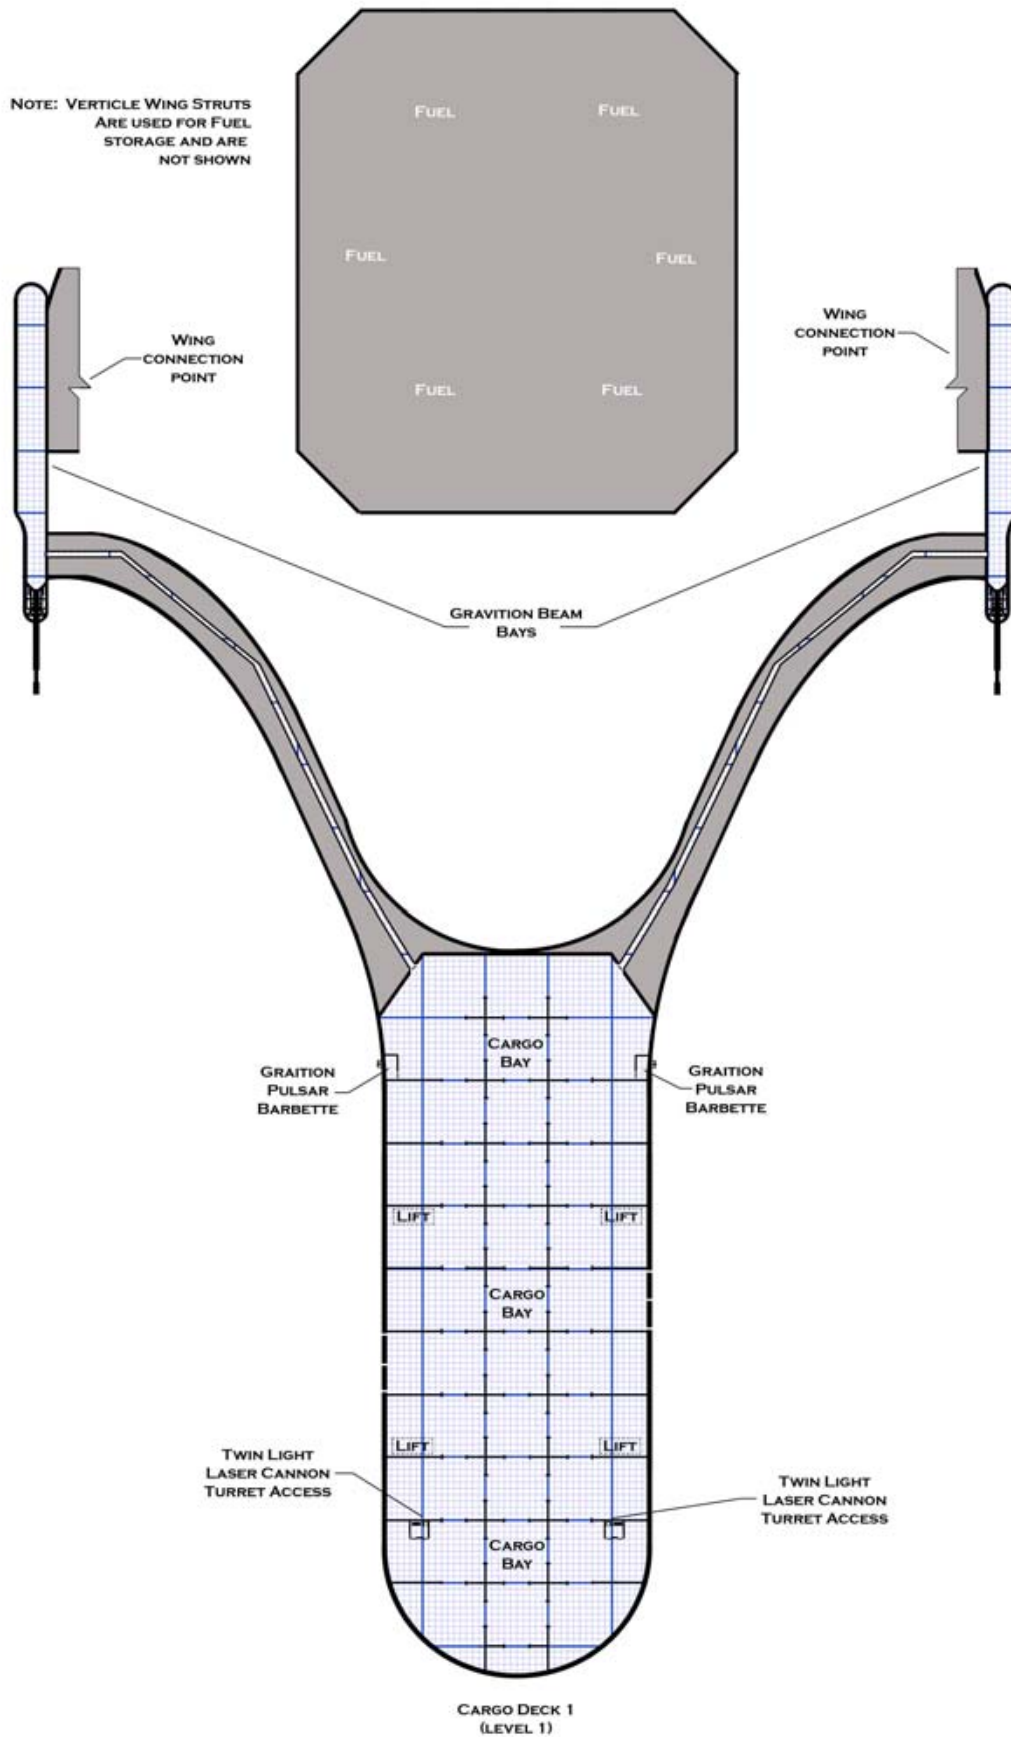 NOTE: VERTICLE WING STRUTS
ARE USED FOR FUEL
STORAGE AND ARE
NOT SHOWN
FUEL
FUEL
FUEL
FUEL
FUEL
FUEL
WING
CONNECTION
POINT
WING
CONNECTION
POINT
GRAVITION BEAM
BAYS
CARGO
BAY
GRAITION
PULSAR
BARBETTE
GRAITION
PULSAR
BARBETTE
LIFT
LIFT
CARGO
BAY
LIFT
LIFT
TWIN LIGHT
LASER CANNON
TURRET ACCESS
TWIN LIGHT
LASER CANNON
TURRET ACCESS
CARGO
BAY
CARGO DECK 1
(LEVEL 1)